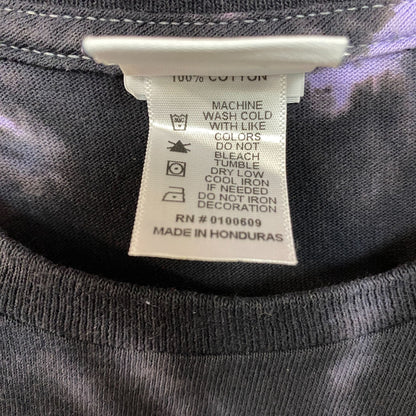 100% COTTON
MACHINE
WASH COLD
WITH LIKE
COLORS
DO NOT
BLEACH
TUMBLE
DRY LOW
COOL IRON
IF NEEDED
DO NOT IRON
DECORATION
RN # 0100609
MADE IN HONDURAS